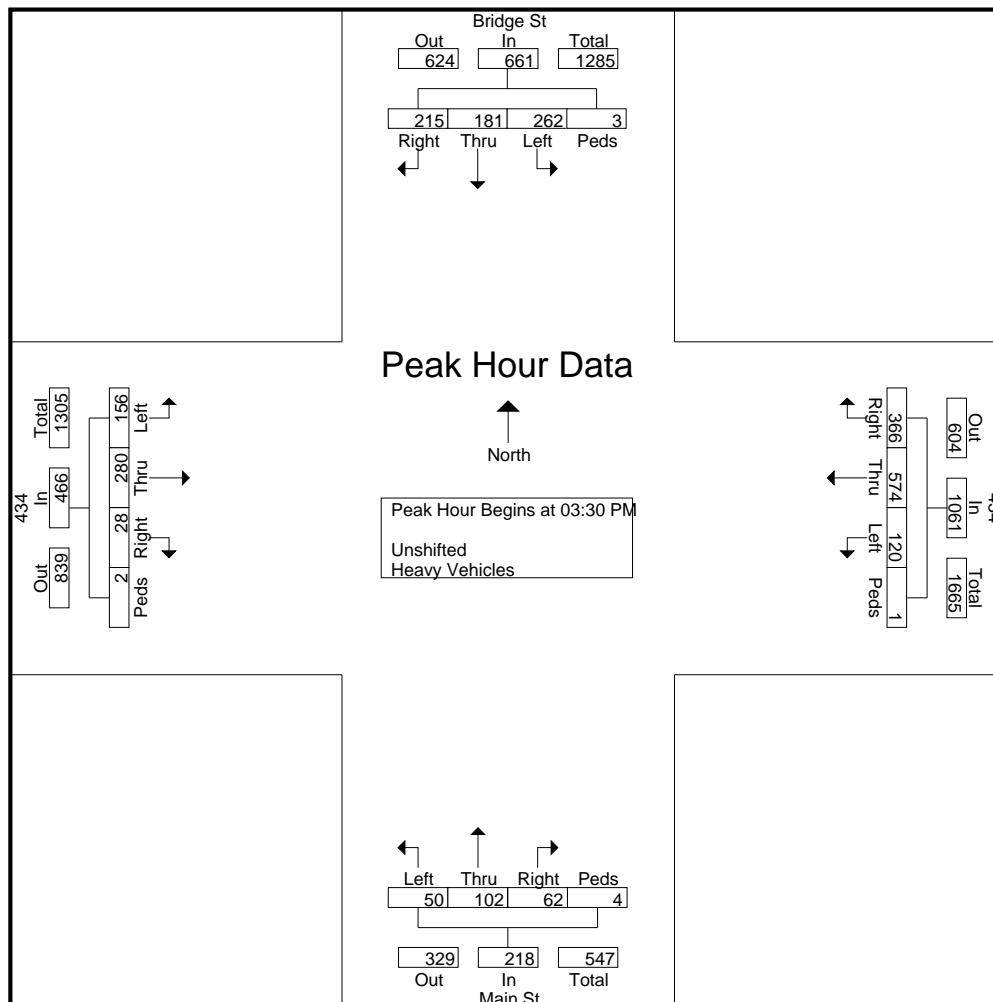 Bridge St
Out In Total
624 661 1285
215 181 262 3
Right Thru Left Peds
Peak Hour Data
North
Peak Hour Begins at 03:30 PM
Unshifted
Heavy Vehicles
Total In Out
1305 466 839
434
156 280 28 2
Left Thru Right Peds
Right Thru Left Peds
366 574 120 1
Out In Total
604 1061 1665
Left Thru Right Peds
50 102 62 4
329 218 547
Out In Total
Main St